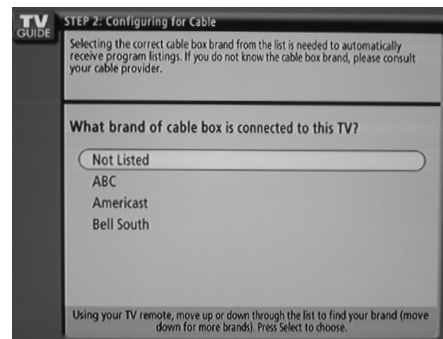 TV
GUIDE
STEP 2: Configuring for Cable
Selecting the correct cable box brand from the list is needed to automatically
receive program listings. If you do not know the cable box brand, please consult
your cable provider.
What brand of cable box is connected to this TV?
Not Listed
ABC
Americast
Bell South
Using your TV remote, move up or down through the list to find your brand (move
down for more brands). Press Select to choose.